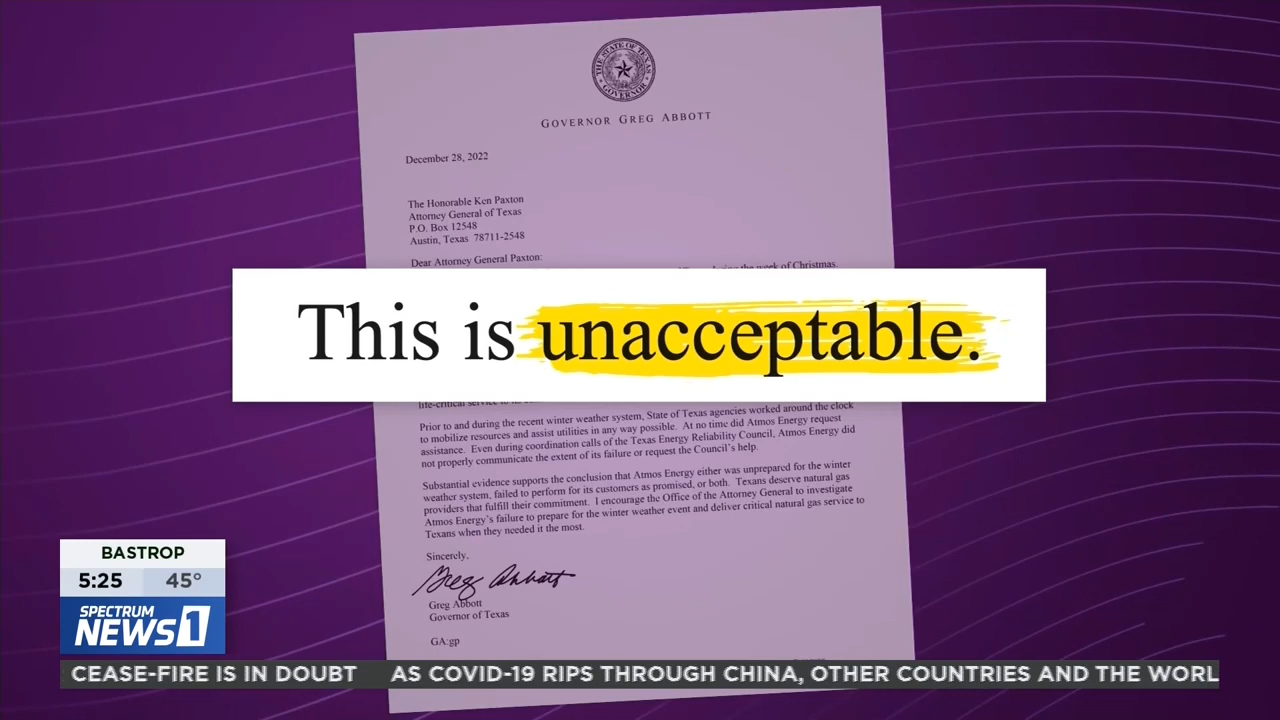 THE STATE OF TEXAS
GOVERNOR
GOVERNOR GREG ABBOTT
December 28, 2022
The Honorable Ken Paxton
Attorney General of Texas
P.O. Box 12548
Austin, Texas 78711-2548
Dear Attorney General Paxton:
the week of Christmas.
This is unacceptable.
life-critical service to
Prior to and during the recent winter weather system, State of Texas agencies worked around the clock
to mobilize resources and assist utilities in any way possible. At no time did Atmos Energy request
assistance. Even during coordination calls of the Texas Energy Reliability Council, Atmos Energy did
not properly communicate the extent of its failure or request the Council's help.
Substantial evidence supports the conclusion that Atmos Energy either was unprepared for the winter
weather system, failed to perform for its customers as promised, or both. Texans deserve natural gas
providers that fulfill their commitment. I encourage the Office of the Attorney General to investigate
Atmos Energy's failure to prepare for the winter weather event and deliver critical natural gas service to
Texans when they needed it the most.
Sincerely,
Greg Abbott
Greg Abbott
Governor of Texas
GA:gp
BASTROP
5:25 45°
SPECTRUM
NEWS 1
CEASE-FIRE IS IN DOUBT AS COVID-19 RIPS THROUGH CHINA, OTHER COUNTRIES AND THE WORL